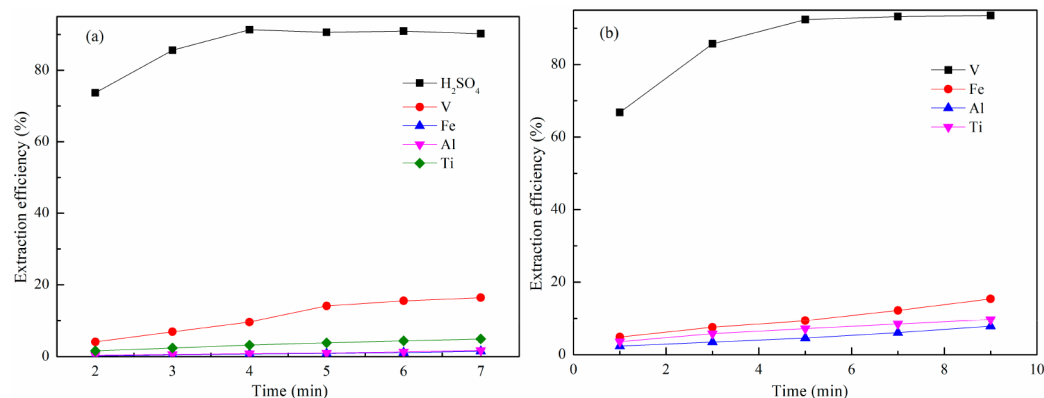 (a)
H₂SO₄
V
Fe
Al
Ti
80
60
40
20
0
2 3 4 5 6 7
Extraction efficiency (%)
Time (min)
(b)
V
Fe
Al
Ti
80
60
40
20
0
0 2 4 6 8 10
Extraction efficiency (%)
Time (min)